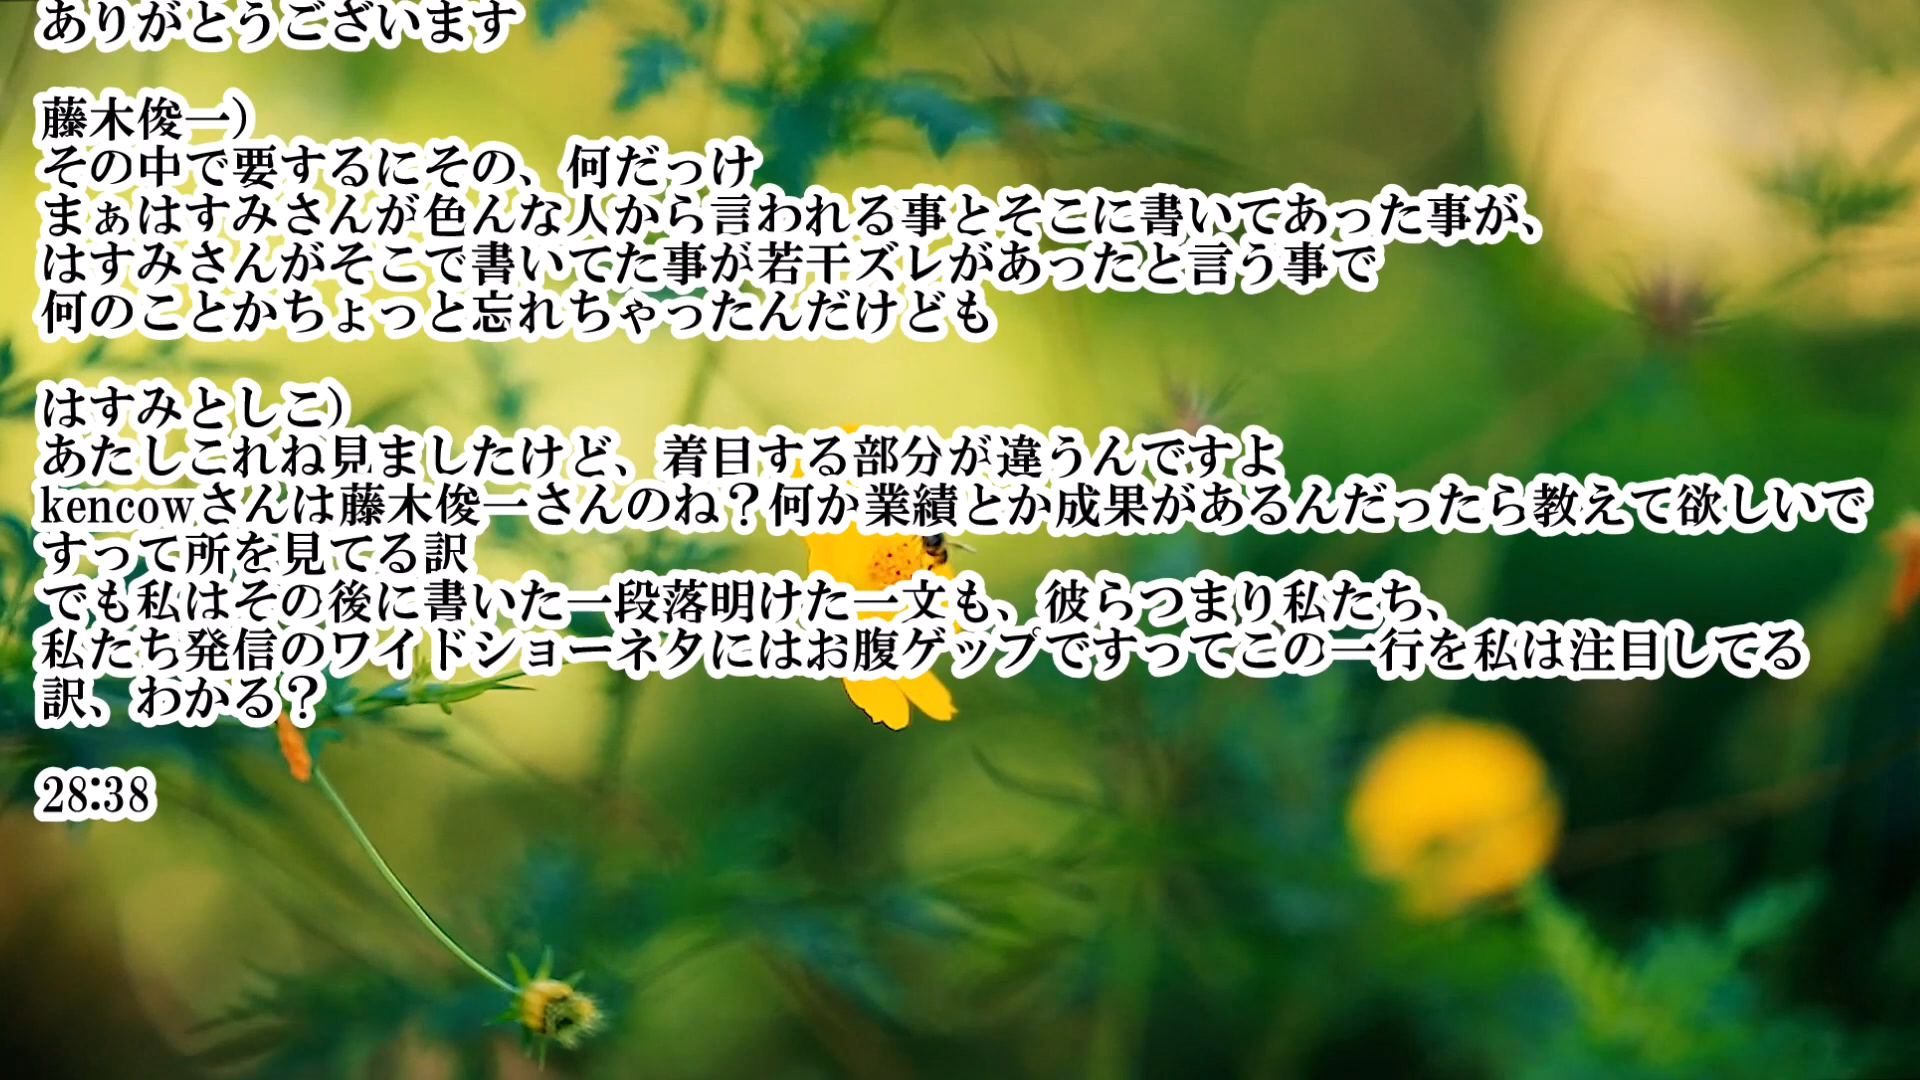 ありがとうございます
藤木俊一）
その中で要するにその、何だっけ
まぁはすみさんが色んな人から言われる事とそこに書いてあった事が、
はすみさんがそこで書いてた事が若干ズレがあったと言う事で
何のことかちょっと忘れちゃったんだけども
はすみとしこ）
あたしこれね見ましたけど、着目する部分が違うんですよ
kencowさんは藤木俊一さんのね？何か業績とか成果があるんだったら教えて欲しいで
すって所を見てる訳
でも私はその後に書いた一段落明けた一文も、彼らつまり私たち、
私たち発信のワイドショーネタにはお腹ゲップですってこの一行を私は注目してる
訳、わかる？
28:38